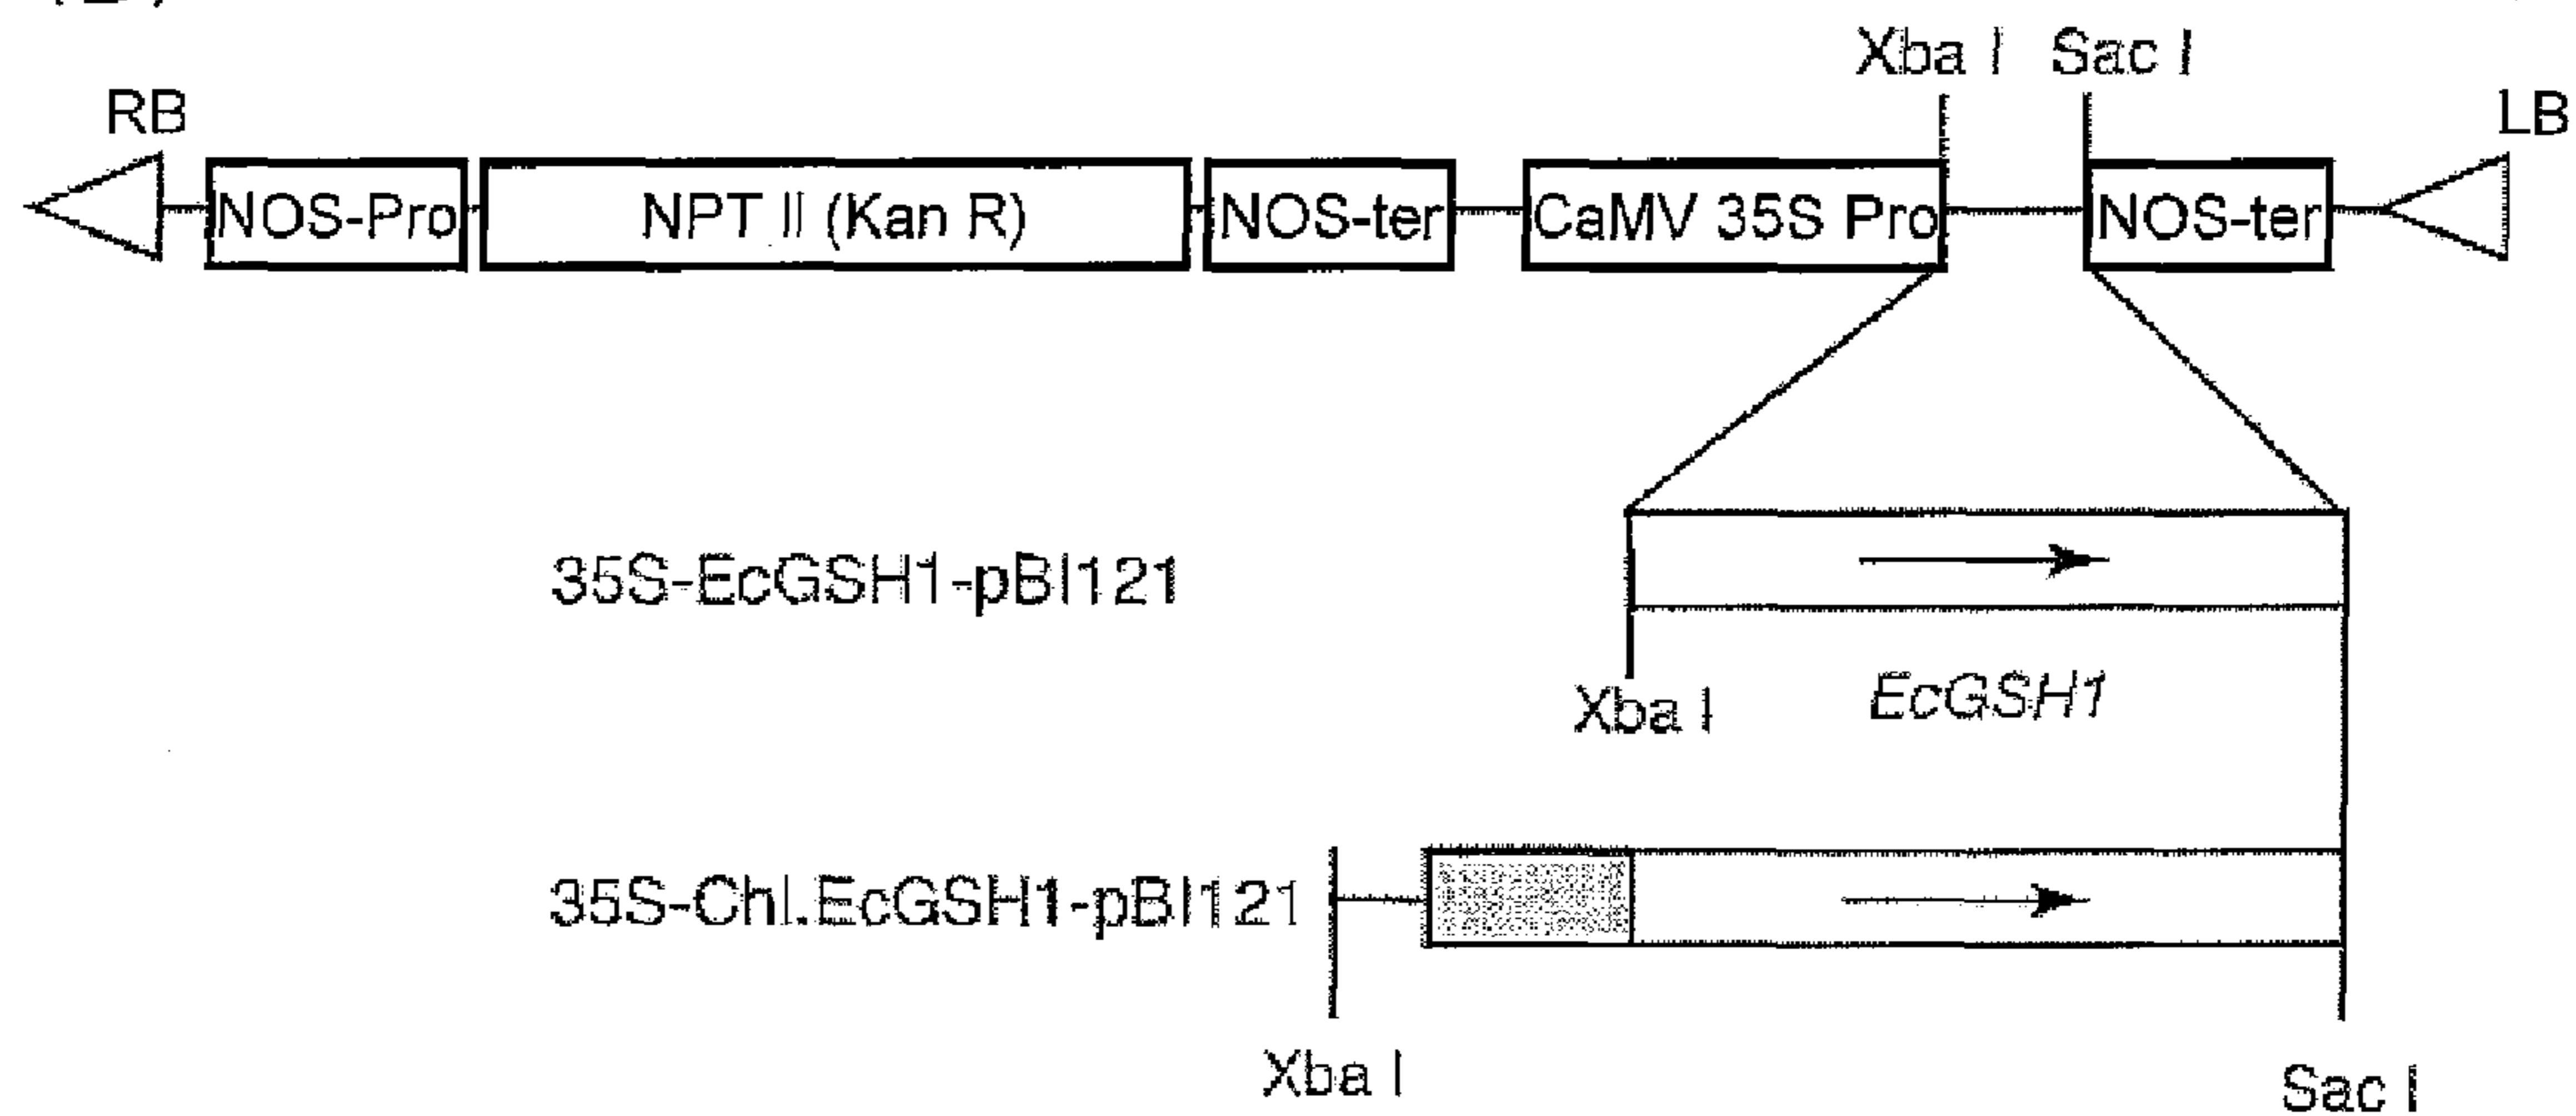 Xba I Sac I
RB
LB
NOS-Pro NPT II (Kan R) NOS-ter CaMV 35S Pro NOS-ter
35S-EcGSH1-pBI121
Xba I
EcGSH1
35S-Chl.EcGSH1-pBI121
Xba I
Sac I